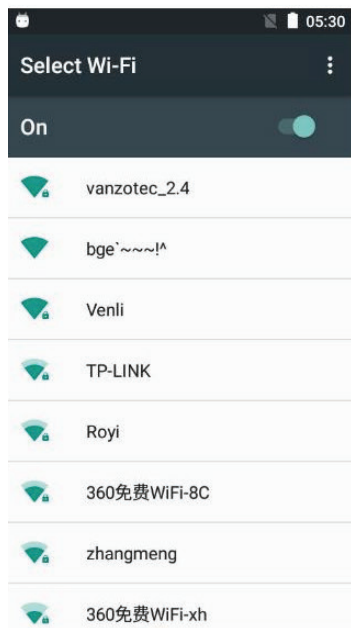 05:30
Select Wi-Fi
On
vanzotec_2.4
bge`~~~!^
Venli
TP-LINK
Royi
360免费WiFi-8C
zhangmeng
360免费WiFi-xh